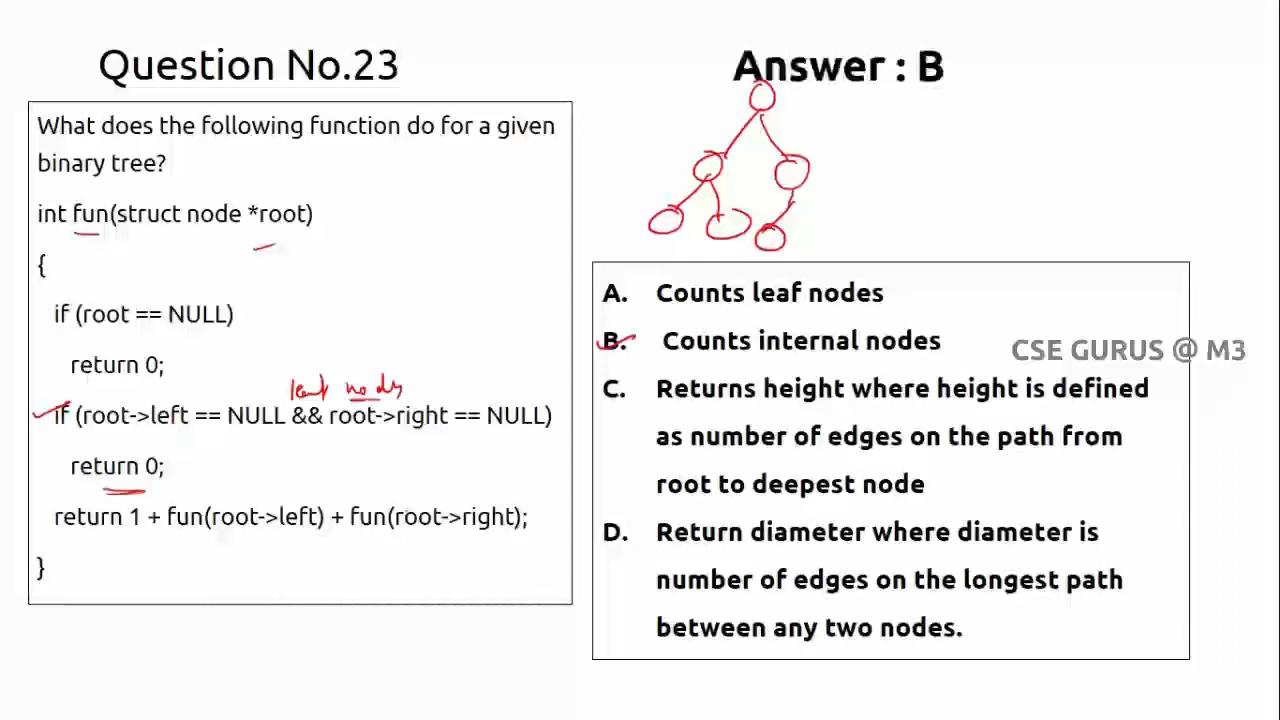 Question No.23
Answer : B
What does the following function do for a given
binary tree?
int fun(struct node *root)
{
if (root == NULL)
return 0;
leaf nodes
if (root->left == NULL && root->right == NULL)
return 0;
return 1 + fun(root->left) + fun(root->right);
}
A. Counts leaf nodes
B. Counts internal nodes
C. Returns height where height is defined
as number of edges on the path from
root to deepest node
D. Return diameter where diameter is
number of edges on the longest path
between any two nodes.
CSE GURUS @ M3